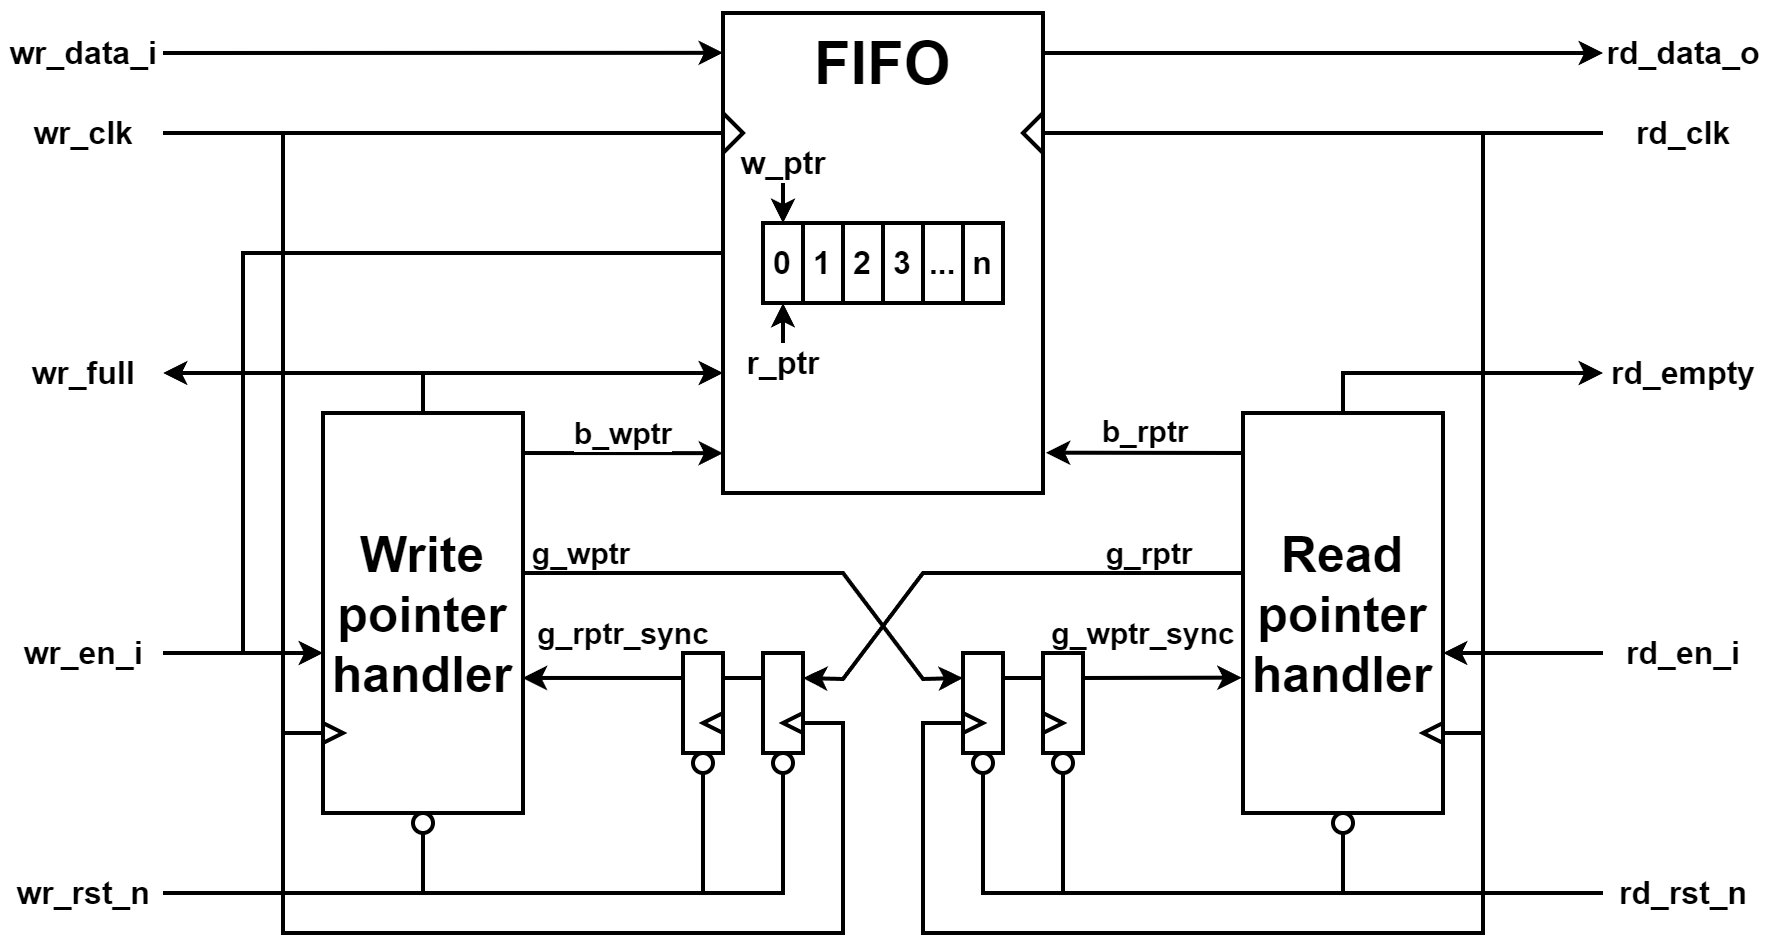 wr_data_i
FIFO
rd_data_o
wr_clk
rd_clk
w_ptr
0 1 2 3 ... n
r_ptr
wr_full
rd_empty
b_wptr
b_rptr
g_wptr
g_rptr
Write
pointer
handler
Read
pointer
handler
g_rptr_sync
g_wptr_sync
wr_en_i
rd_en_i
wr_rst_n
rd_rst_n